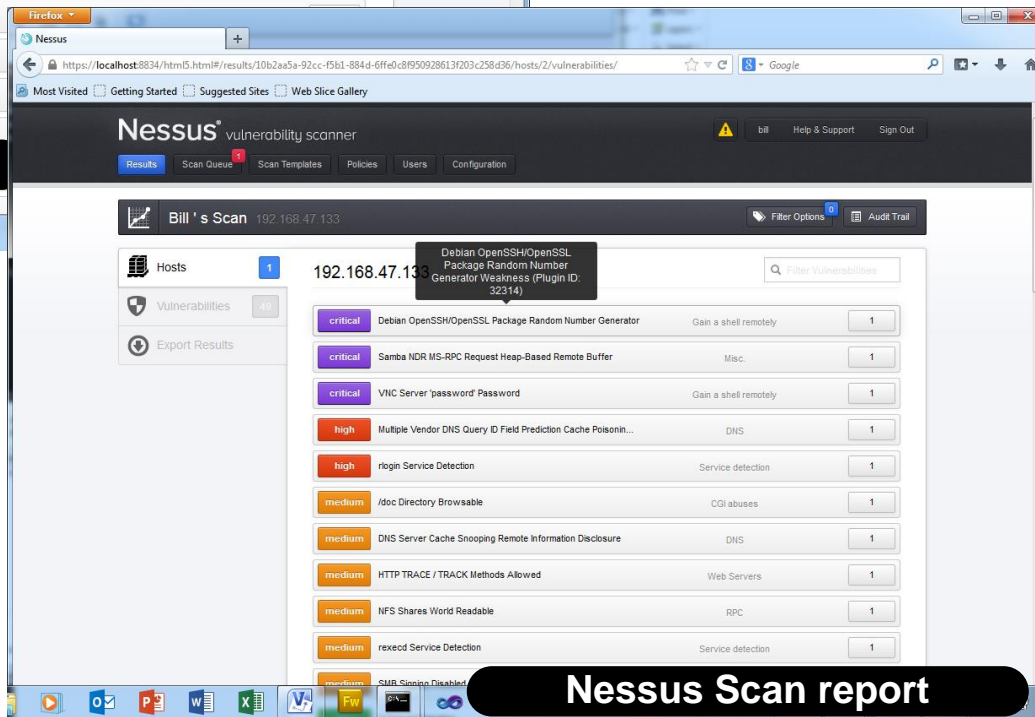 Firefox
Nessus
+
https://localhost:8834/html5.html#/results/10b2aa5a-92cc-f5b1-884d-6ffe0c8f950928613f203c258d36/hosts/2/vulnerabilities/
8 - Google
Most Visited Getting Started Suggested Sites Web Slice Gallery
Nessus® vulnerability scanner
bill Help & Support Sign Out
Results Scan Queue 1 Scan Templates Policies Users Configuration
Bill ' s Scan 192.168.47.133
Filter Options 0 Audit Trail
Hosts 1
Vulnerabilities 49
Export Results
192.168.47.133
Debian OpenSSH/OpenSSL
Package Random Number
Generator Weakness (Plugin ID:
32314)
Filter Vulnerabilities
critical Debian OpenSSH/OpenSSL Package Random Number Generator Gain a shell remotely 1
critical Samba NDR MS-RPC Request Heap-Based Remote Buffer Misc. 1
critical VNC Server 'password' Password Gain a shell remotely 1
high Multiple Vendor DNS Query ID Field Prediction Cache Poisonin... DNS 1
high rlogin Service Detection Service detection 1
medium /doc Directory Browsable CGI abuses 1
medium DNS Server Cache Snooping Remote Information Disclosure DNS 1
medium HTTP TRACE / TRACK Methods Allowed Web Servers 1
medium NFS Shares World Readable RPC 1
medium rexecd Service Detection Service detection 1
medium SMB Signing Disabled
Fw
C:\
Nessus Scan report